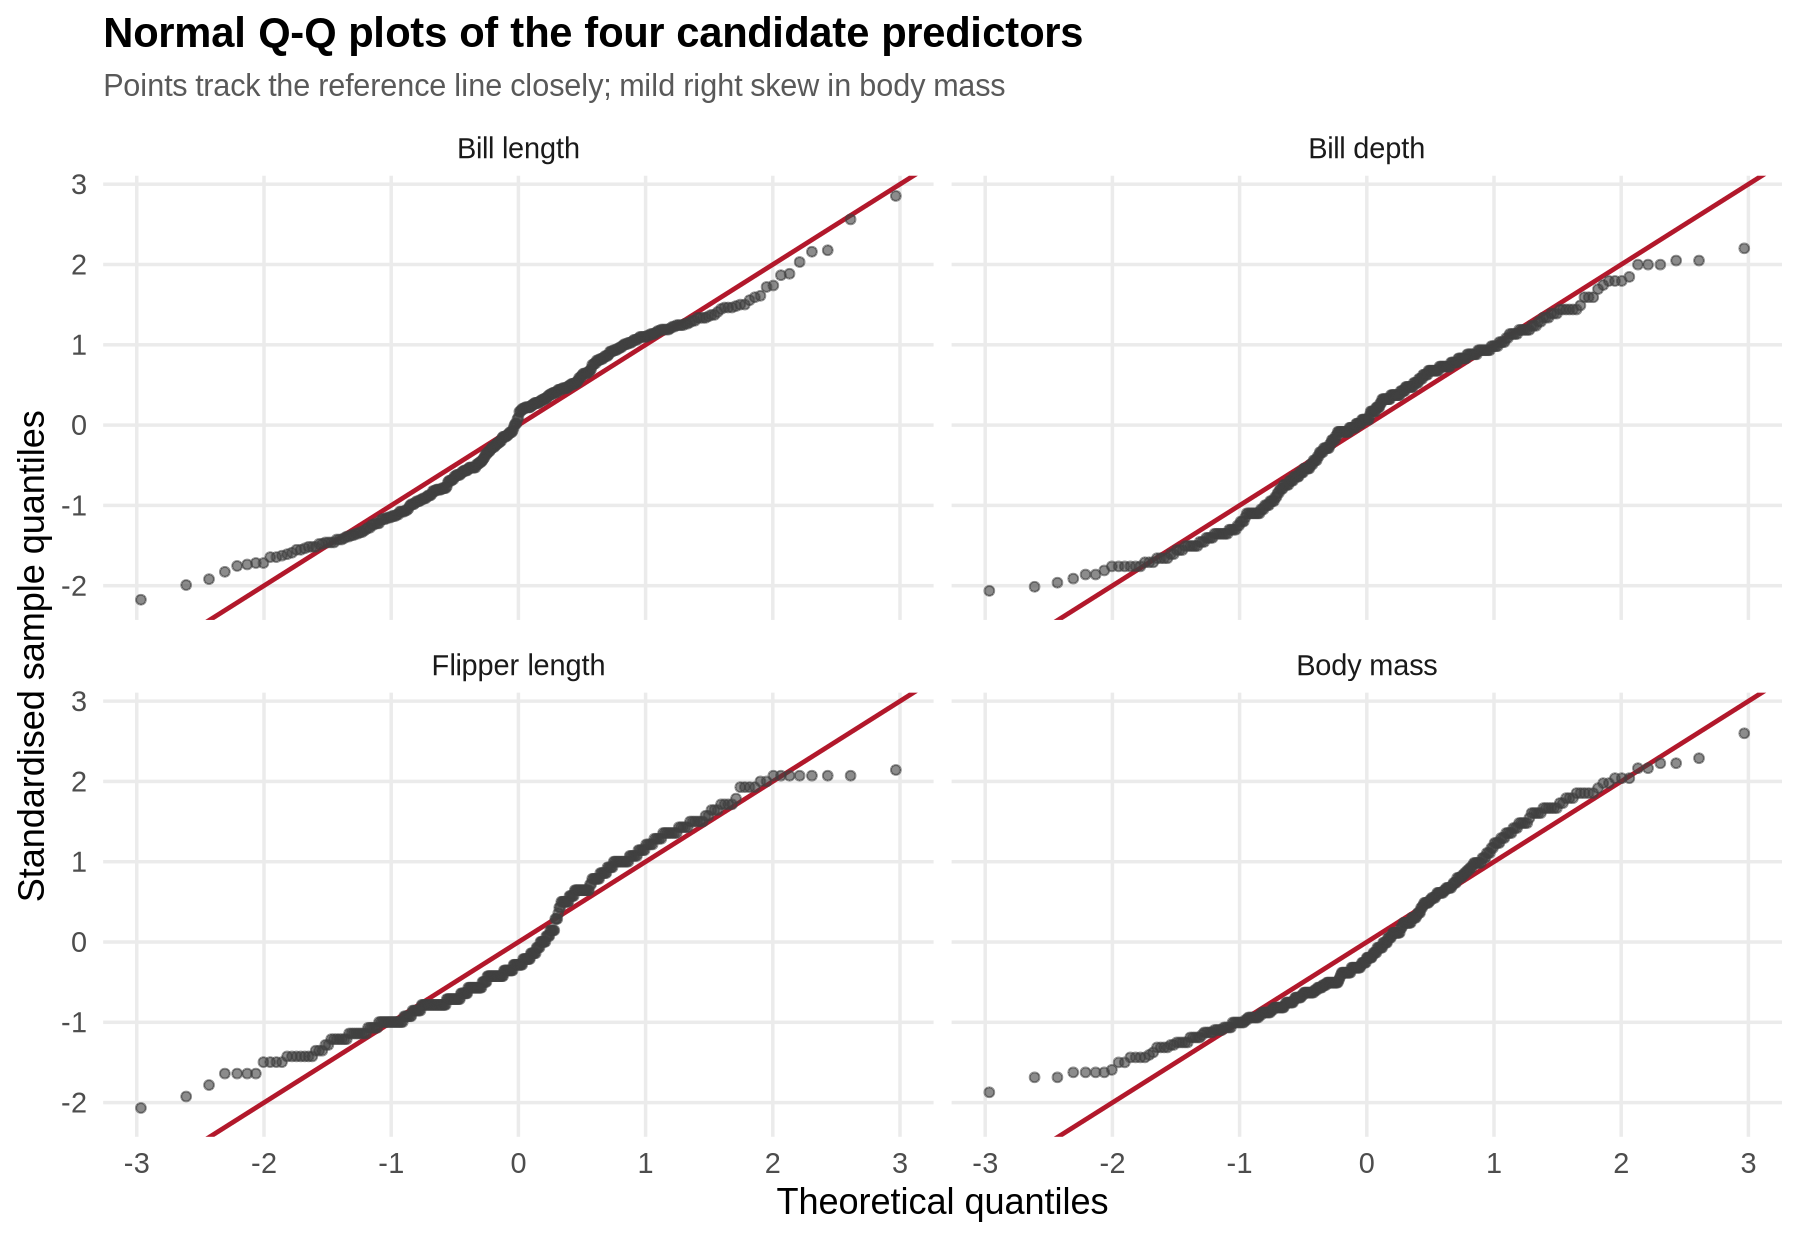 Normal Q-Q plots of the four candidate predictors
Points track the reference line closely; mild right skew in body mass
Bill length
Bill depth
3
2
1
0
-1
-2
Flipper length
Body mass
3
2
1
0
-1
-2
-3 -2 -1 0 1 2 3
-3 -2 -1 0 1 2 3
Standardised sample quantiles
Theoretical quantiles